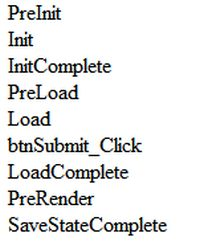 PreInit
Init
InitComplete
PreLoad
Load
btnSubmit_Click
LoadComplete
PreRender
SaveStateComplete